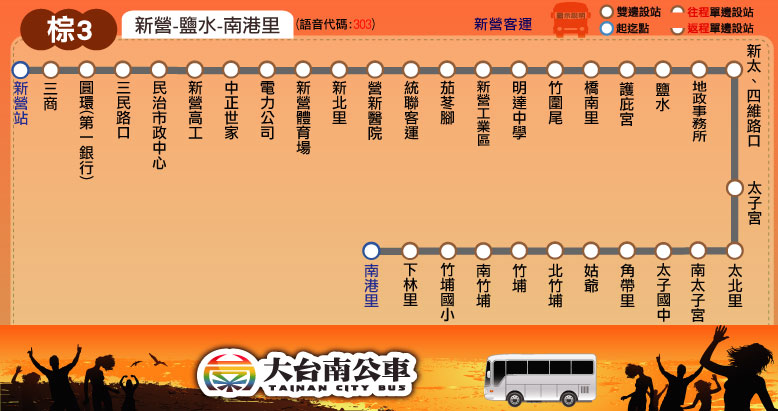 棕3
新營-鹽水-南港里
(語音代碼:303)
新營客運
站牌說明
雙邊設站
往程單邊設站
起迄點
返程單邊設站
新營站
三商
圓環(第一銀行)
三民路口
民治市政中心
新營高工
中正世家
電力公司
新營體育場
新北里
營新醫院
統聯客運
茄苳腳
新營工業區
明達中學
竹圍尾
橋南里
護庇宮
鹽水
地政事務所
新太、四維路口
太子宮
太北里
南太子宮
太子國中
角帶里
姑爺
北竹埔
竹埔
南竹埔
竹埔國小
下林里
南港里
大台南公車
TAINAN CITY BUS